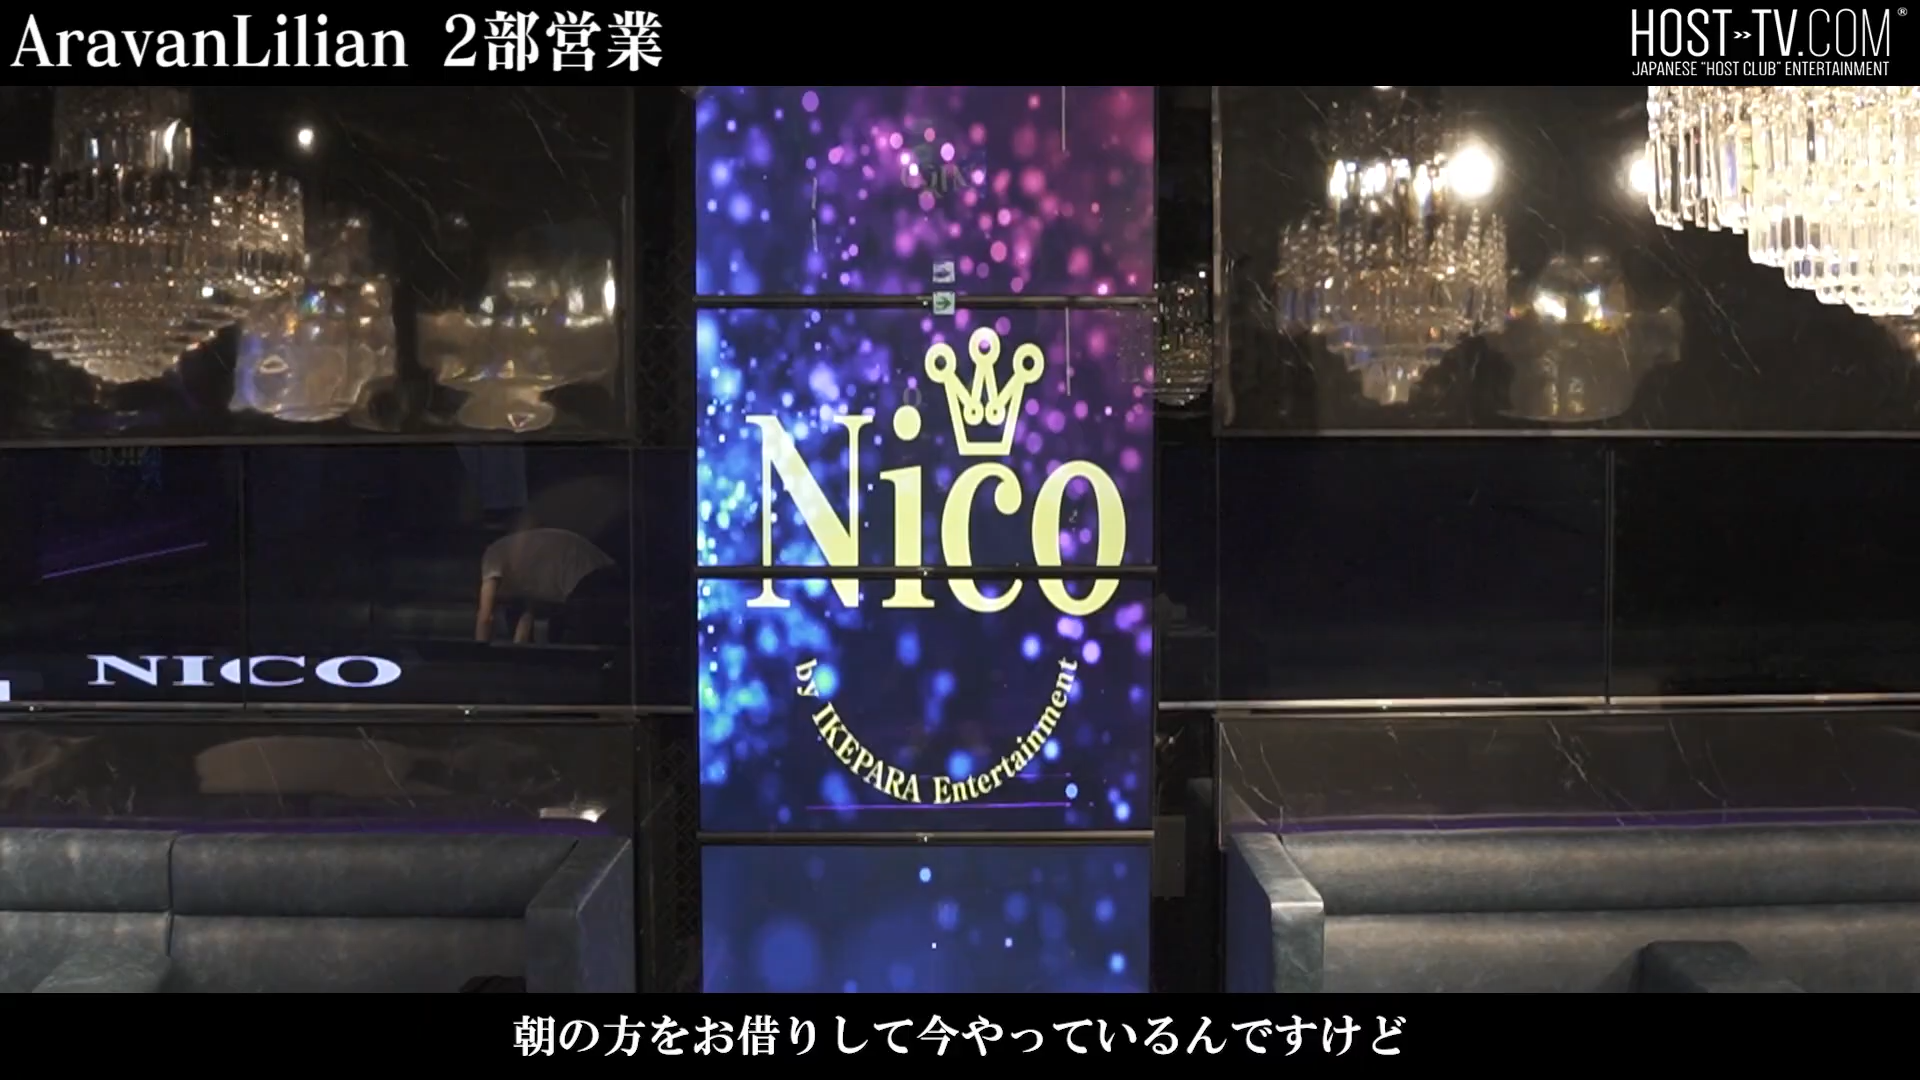 AravanLilian 2部営業
HOST TV.COM®
JAPANESE "HOST CLUB" ENTERTAINMENT
Nico
by IKEPARA Entertainment
NICO
朝の方をお借りして今やっているんですけど